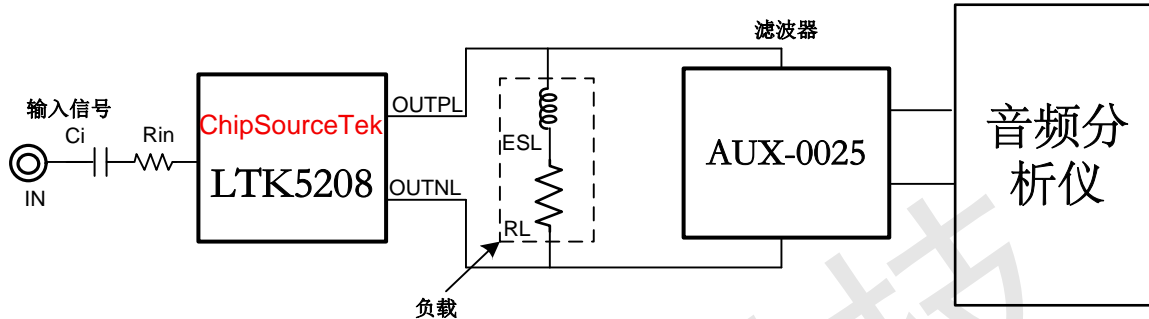 滤波器
输入信号
Ci
Rin
IN
ChipSourceTek
LTK5208
OUTPL
OUTNL
ESL
RL
负载
AUX-0025
音频分
析仪
技